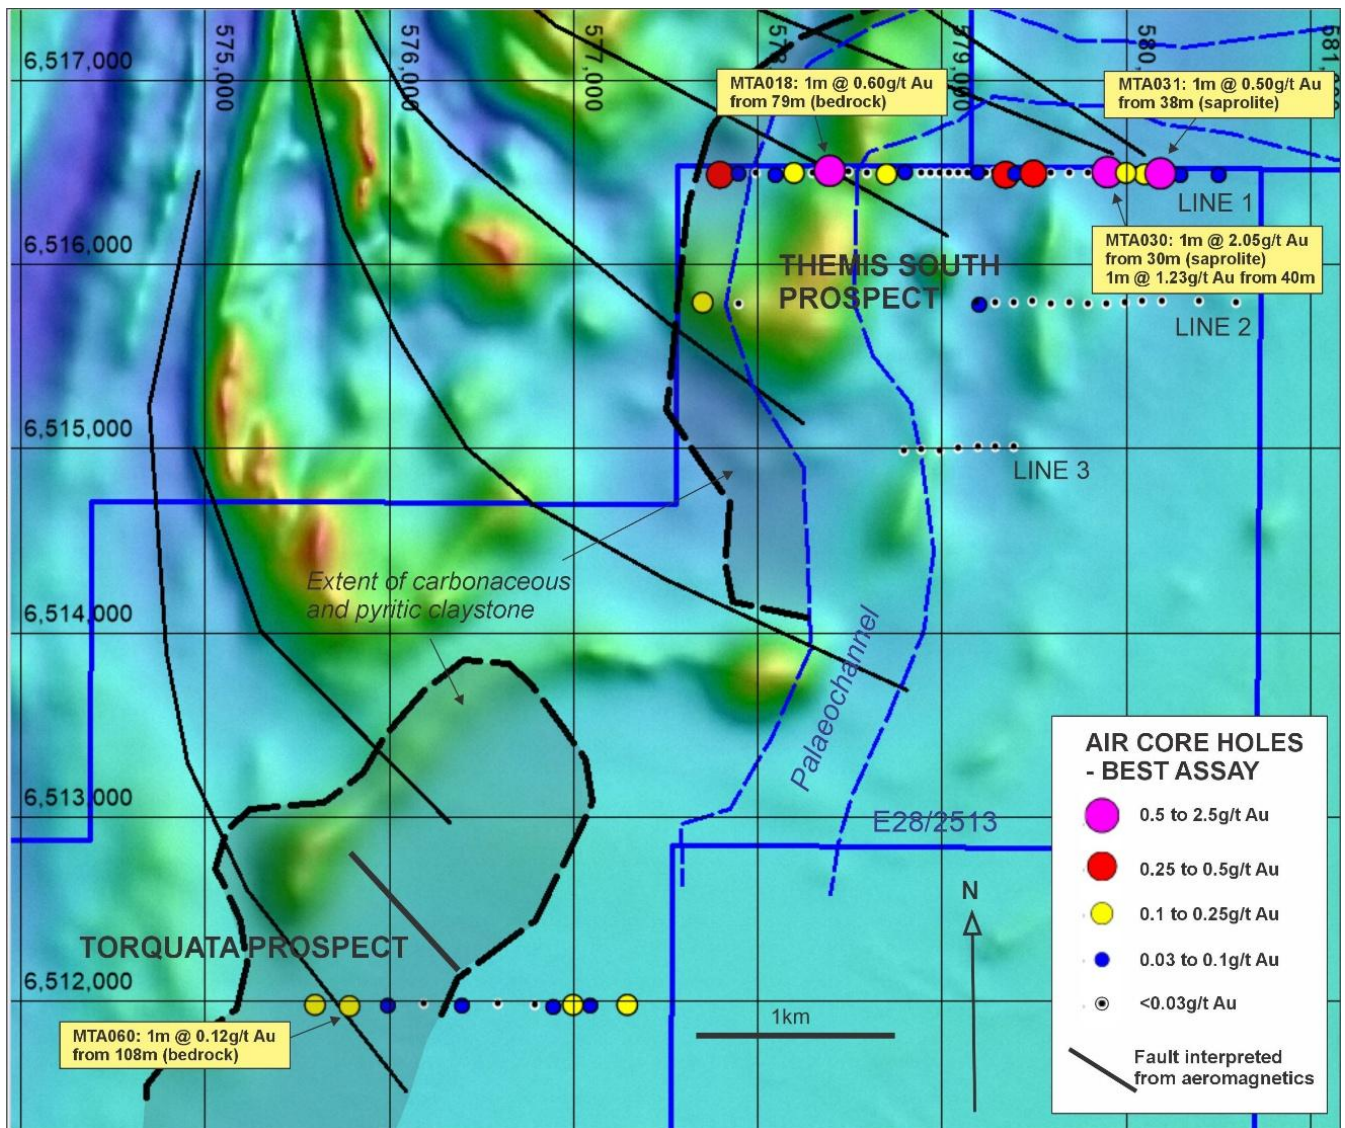 575,000
576,000
577,000
578,000
579,000
580,000
6,517,000
6,516,000
6,515,000
6,514,000
6,513,000
6,512,000
MTA018: 1m @ 0.60g/t Au
from 79m (bedrock)
MTA031: 1m @ 0.50g/t Au
from 38m (saprolite)
LINE 1
MTA030: 1m @ 2.05g/t Au
from 30m (saprolite)
1m @ 1.23g/t Au from 40m
THEMIS SOUTH
PROSPECT
LINE 2
LINE 3
Extent of carbonaceous
and pyritic claystone
Palaeochannel
E28/2513
TORQUATA PROSPECT
MTA060: 1m @ 0.12g/t Au
from 108m (bedrock)
1km
N
AIR CORE HOLES
- BEST ASSAY
0.5 to 2.5g/t Au
0.25 to 0.5g/t Au
0.1 to 0.25g/t Au
0.03 to 0.1g/t Au
<0.03g/t Au
Fault interpreted
from aeromagnetics